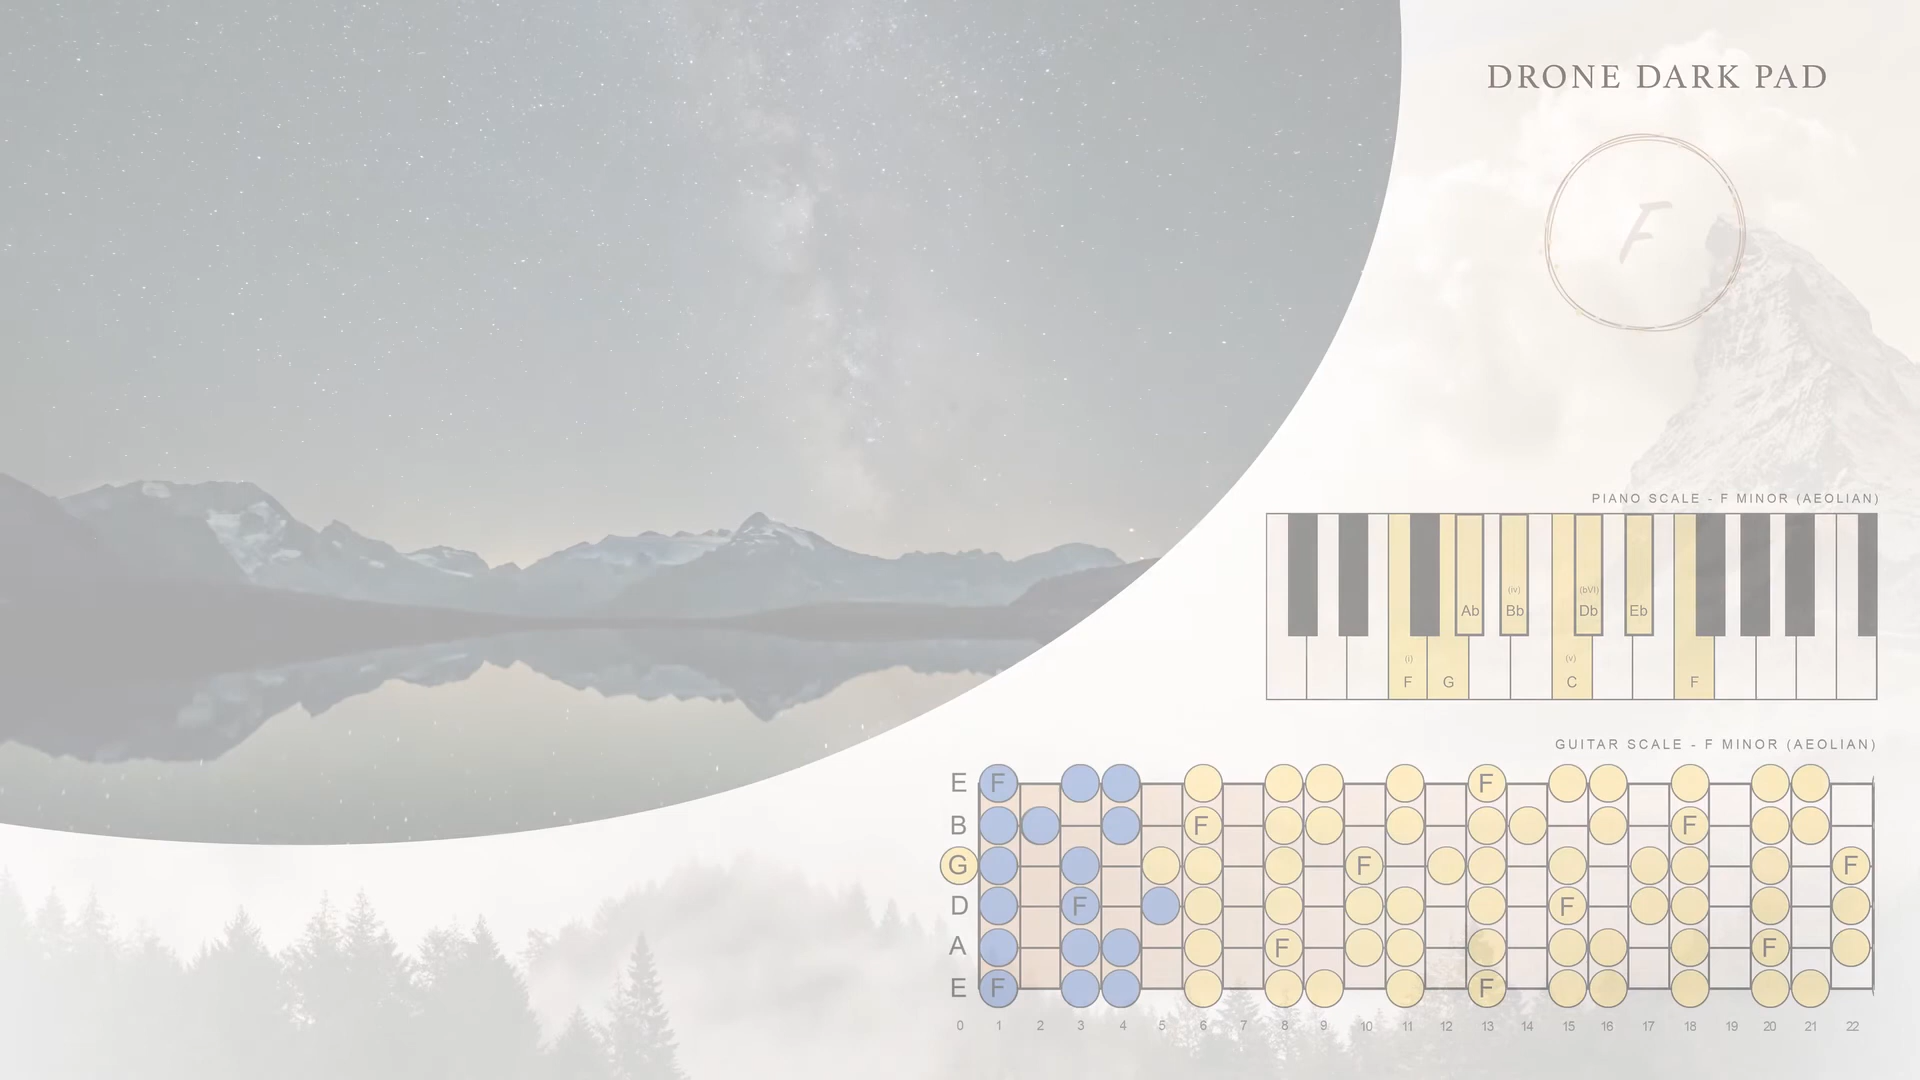 DRONE DARK PAD
F
PIANO SCALE - F MINOR (AEOLIAN)
(iv) (bVI)
Ab Bb Db Eb
(i) (v)
F G C F
GUITAR SCALE - F MINOR (AEOLIAN)
E F F
B F F
G F F
D F F
A F F
E F F
0 1 2 3 4 5 6 7 8 9 10 11 12 13 14 15 16 17 18 19 20 21 22